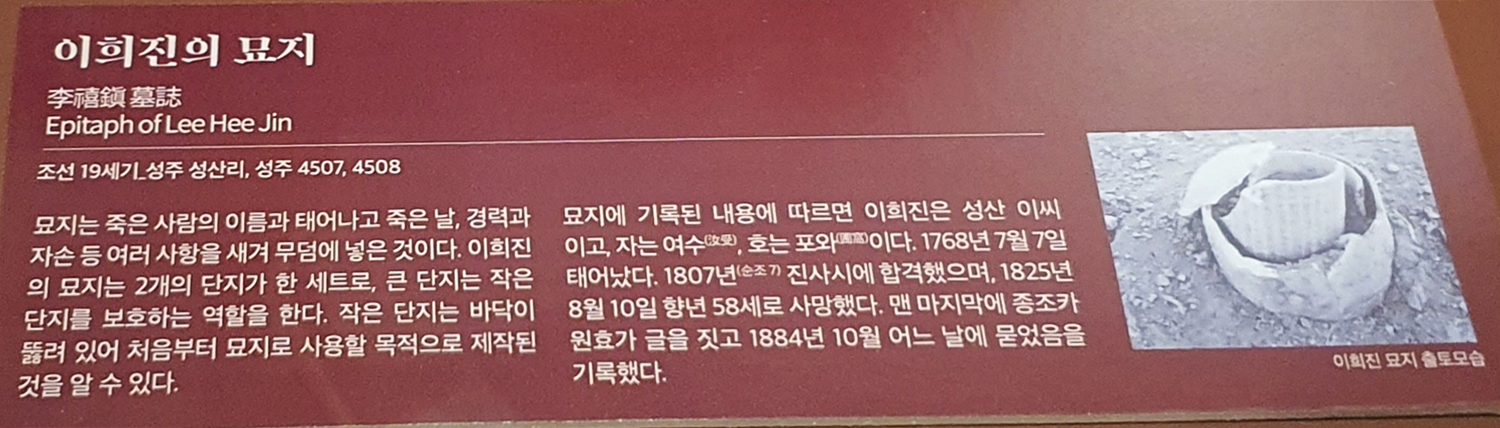 이희진의 묘지
李禧鎭 墓誌
Epitaph of Lee Hee Jin
조선 19세기_성주 성산리, 성주 4507, 4508
묘지는 죽은 사람의 이름과 태어나고 죽은 날, 경력과
자손 등 여러 사항을 새겨 무덤에 넣은 것이다. 이희진
의 묘지는 2개의 단지가 한 세트로, 큰 단지는 작은
단지를 보호하는 역할을 한다. 작은 단지는 바닥이
뚫려 있어 처음부터 묘지로 사용할 목적으로 제작된
것을 알 수 있다.
묘지에 기록된 내용에 따르면 이희진은 성산 이씨
이고, 자는 여수(汝受), 호는 포와이다. 1768년 7월 7일
태어났다. 1807년(순조 7) 진사시에 합격했으며, 1825년
8월 10일 향년 58세로 사망했다. 맨 마지막에 종조카
원효가 글을 짓고 1884년 10월 어느 날에 묻었음을
기록했다.
이희진 묘지 출토모습